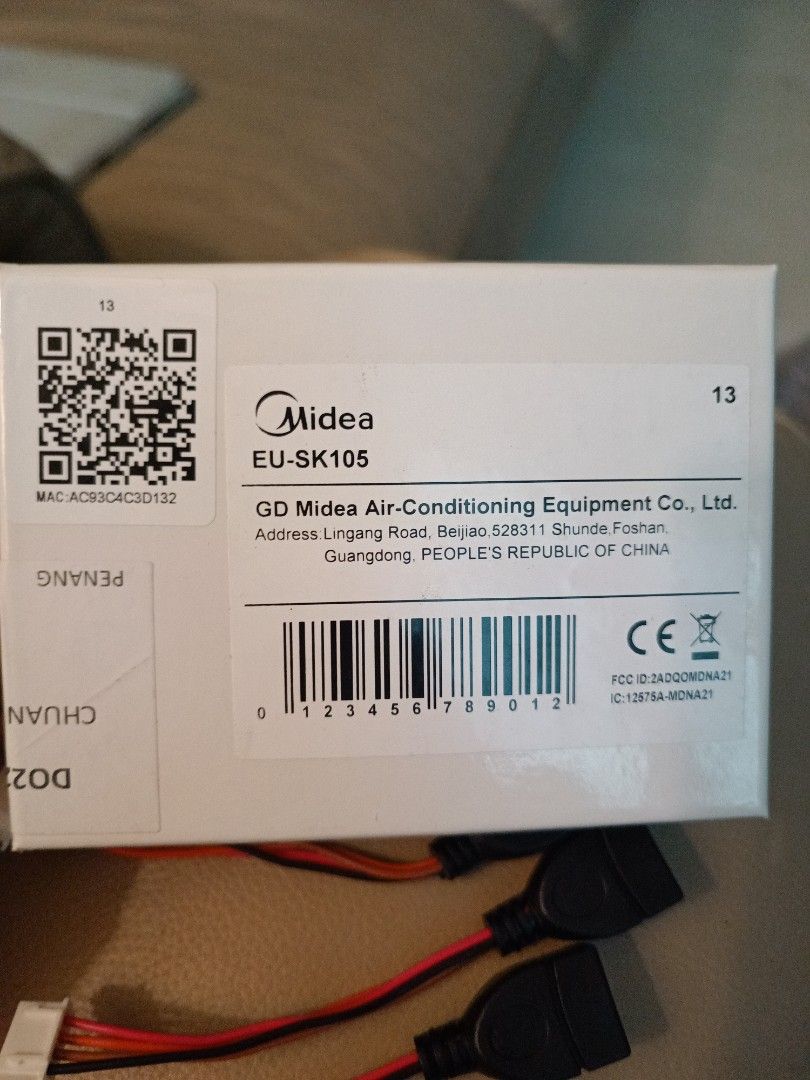 13
MAC:AC93C4C3D132
Midea
13
EU-SK105
GD Midea Air-Conditioning Equipment Co., Ltd.
Address:Lingang Road, Beijiao,528311 Shunde,Foshan,
Guangdong, PEOPLE'S REPUBLIC OF CHINA
0 123456 789012
CE
FCC ID:2ADQOMDNA21
IC:12575A-MDNA21
PENANG
CHUAN